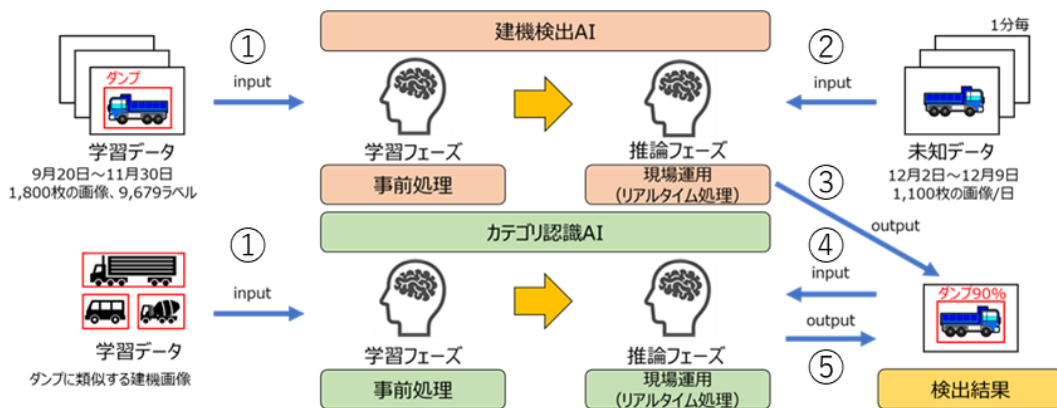 建機検出AI
①
input
ダンプ
学習データ
9月20日～11月30日
1,800枚の画像、9,679ラベル
学習フェーズ
事前処理
推論フェーズ
現場運用
(リアルタイム処理)
②
input
1分毎
未知データ
12月2日～12月9日
1,100枚の画像/日
③
output
カテゴリ認識AI
①
input
学習データ
ダンプに類似する建機画像
学習フェーズ
事前処理
推論フェーズ
現場運用
(リアルタイム処理)
④
input
output
⑤
ダンプ90%
検出結果